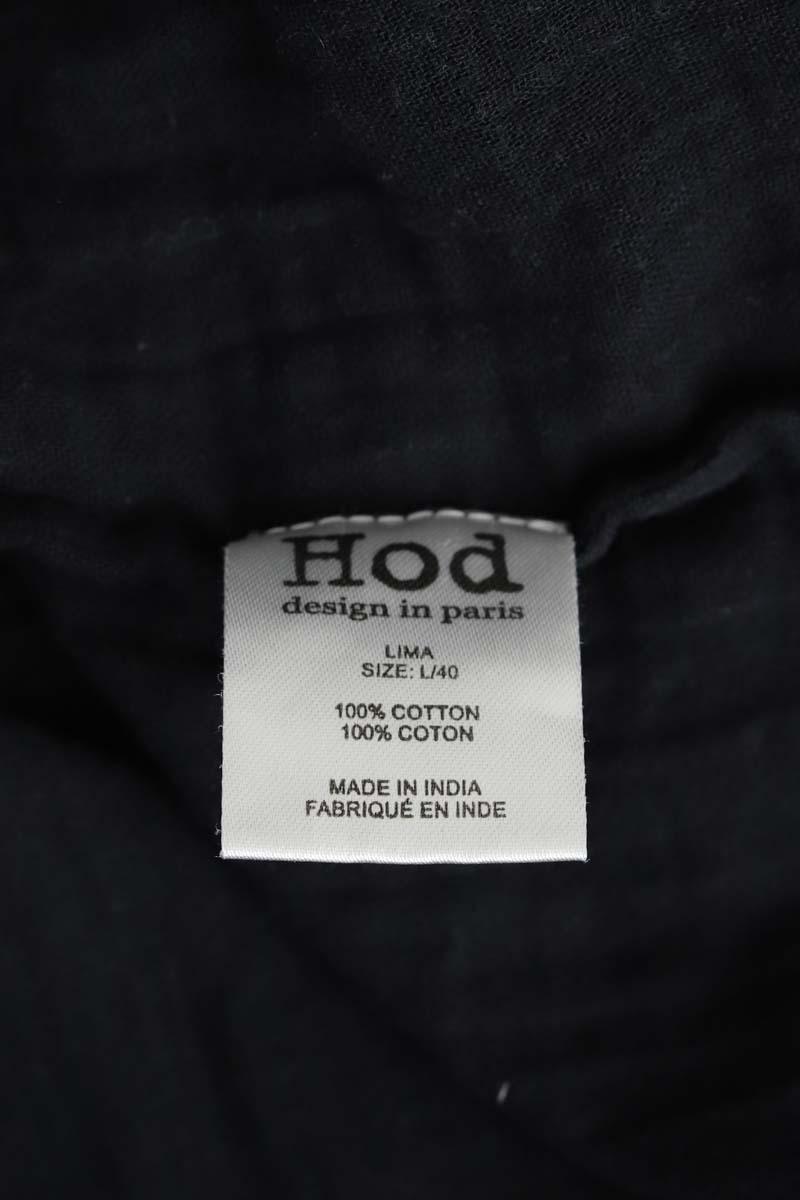 Hod
design in paris
LIMA
SIZE: L/40
100% COTTON
100% COTON
MADE IN INDIA
FABRIQUÉ EN INDE